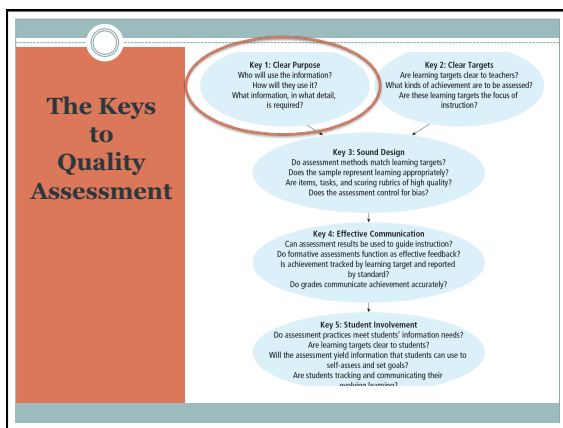 The Keys
to
Quality
Assessment
Key 1: Clear Purpose
Who will use the information?
How will they use it?
What information, in what detail,
is required?
Key 2: Clear Targets
Are learning targets clear to teachers?
What kinds of achievement are to be assessed?
Are these learning targets the focus of
instruction?
Key 3: Sound Design
Do assessment methods match learning targets?
Does the sample represent learning appropriately?
Are items, tasks, and scoring rubrics of high quality?
Does the assessment control for bias?
Key 4: Effective Communication
Can assessment results be used to guide instruction?
Do formative assessments function as effective feedback?
Is achievement tracked by learning target and reported
by standard?
Do grades communicate achievement accurately?
Key 5: Student Involvement
Do assessment practices meet students' information needs?
Are learning targets clear to students?
Will the assessment yield information that students can use to
self-assess and set goals?
Are students tracking and communicating their
evolving learning?